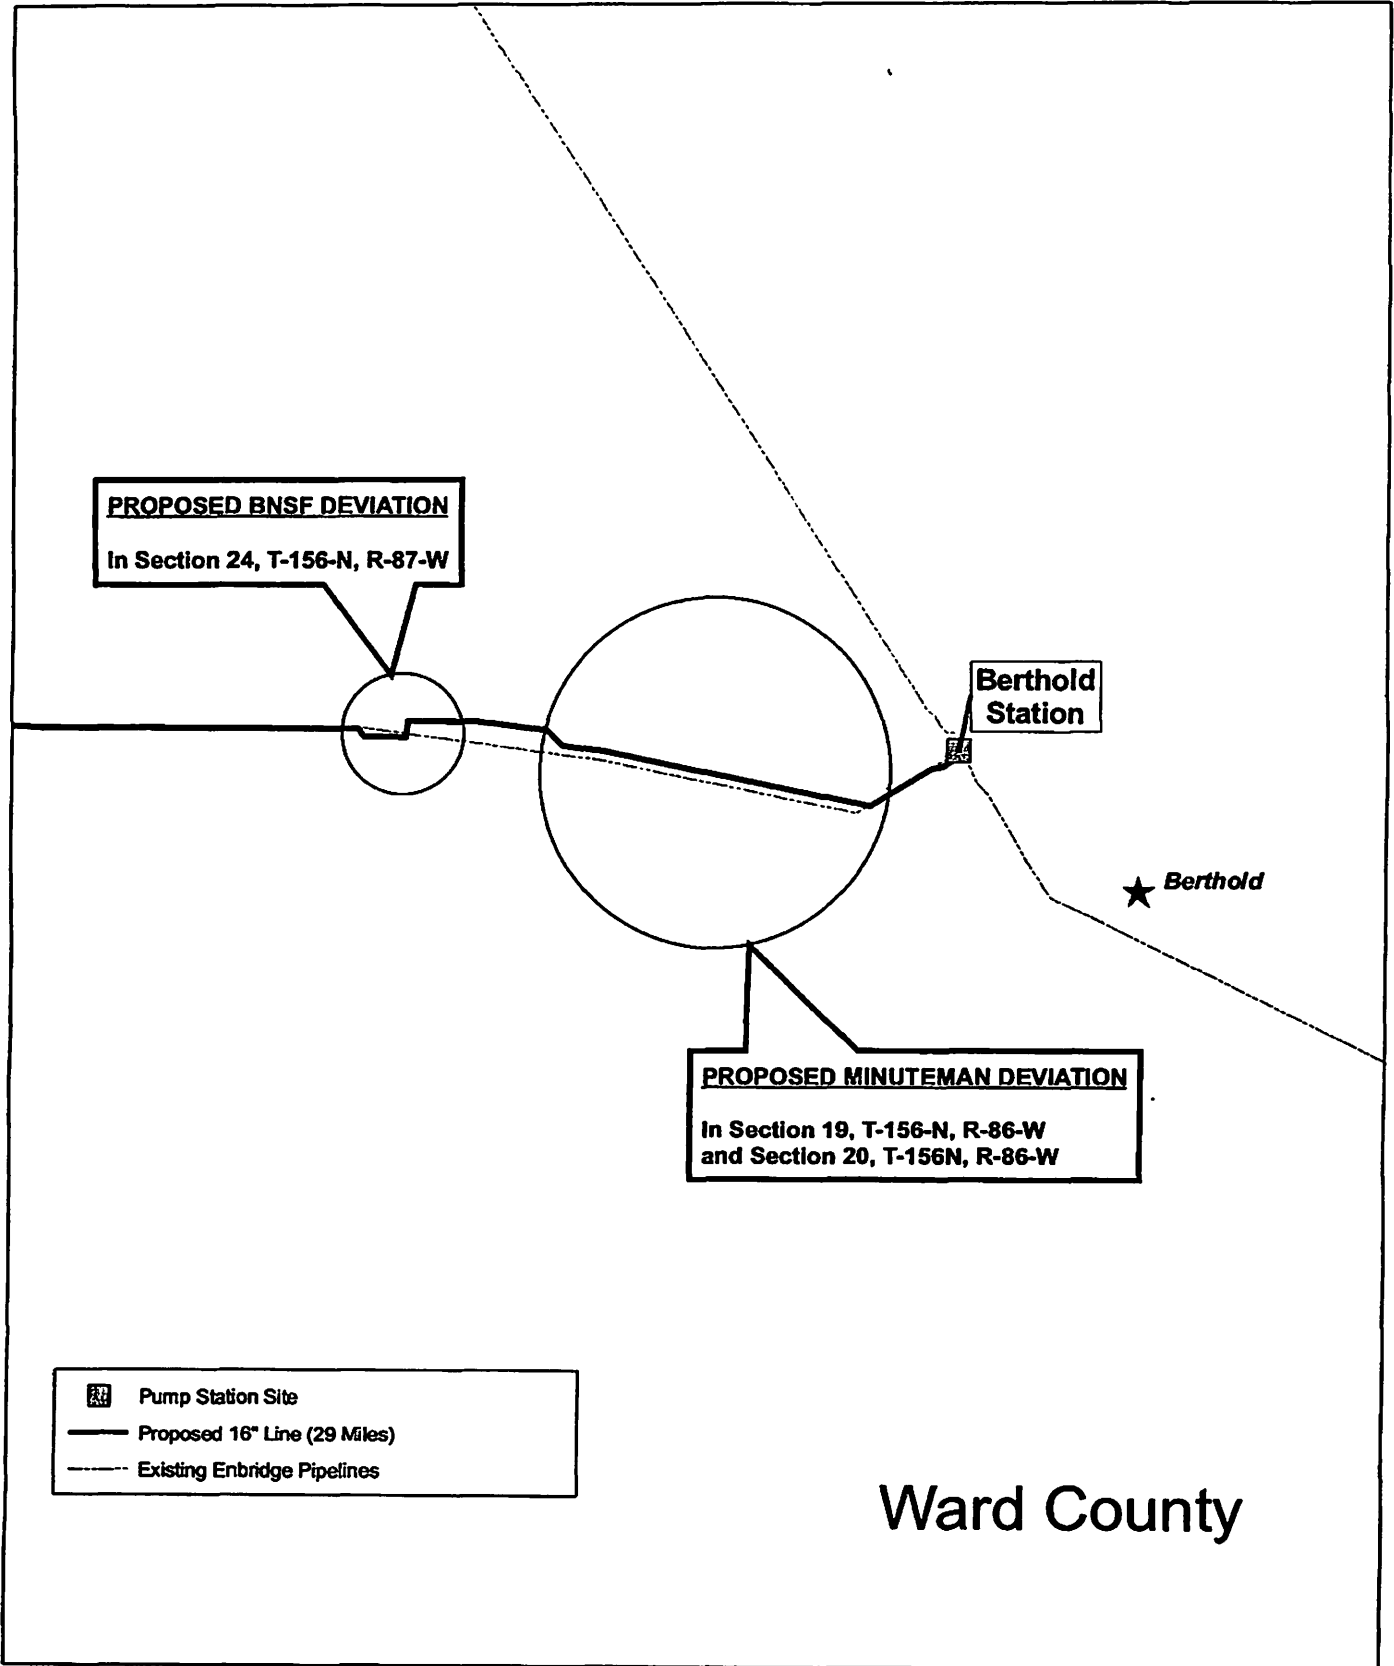 PROPOSED BNSF DEVIATION
In Section 24, T-156-N, R-87-W
Berthold
Station
Berthold
PROPOSED MINUTEMAN DEVIATION
In Section 19, T-156-N, R-86-W
and Section 20, T-156N, R-86-W
Pump Station Site
Proposed 16" Line (29 Miles)
Existing Enbridge Pipelines
Ward County